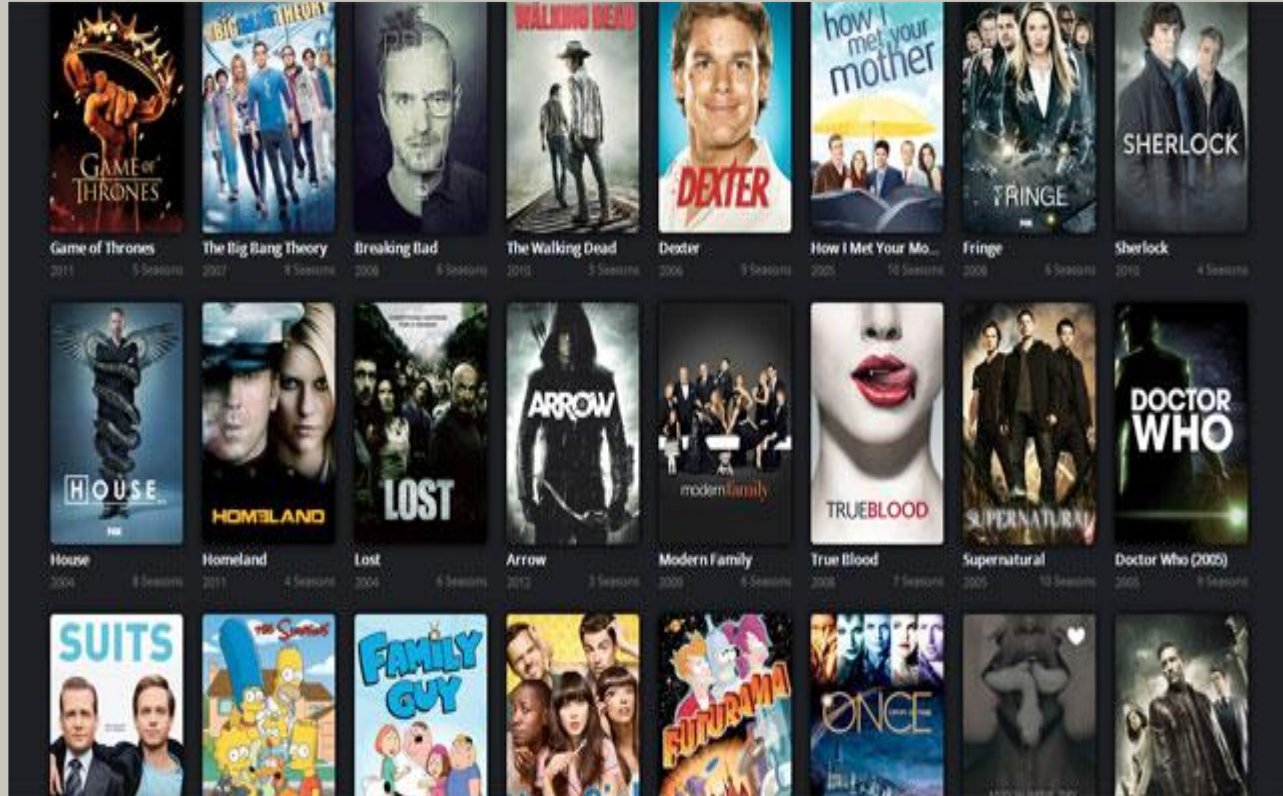 GAME OF
THRONES
THE BIG BANG THEORY
WALKING DEAD
DEXTER
how i
met your
mother
FRINGE
FOX
SHERLOCK
Game of Thrones
The Big Bang Theory
Breaking Bad
The Walking Dead
Dexter
How I Met Your Mo...
Fringe
Sherlock
2011 5 Seasons
2007 8 Seasons
2008 6 Seasons
2010 5 Seasons
2006 9 Seasons
2005 10 Seasons
2008 6 Seasons
2010 4 Seasons
HOUSE
FOX
HOMELAND
LOST
ARROW
modern family
TRUEBLOOD
SUPERNATURAL
DOCTOR
WHO
House
Homeland
Lost
Arrow
Modern Family
True Blood
Supernatural
Doctor Who (2005)
2004 8 Seasons
2011 4 Seasons
2004 6 Seasons
2012 3 Seasons
6 Seasons
2008 7 Seasons
2005 10 Seasons
2005 9 Seasons
SUITS
THE SIMPSONS
FAMILY
GUY
FUTURAMA
ONCE